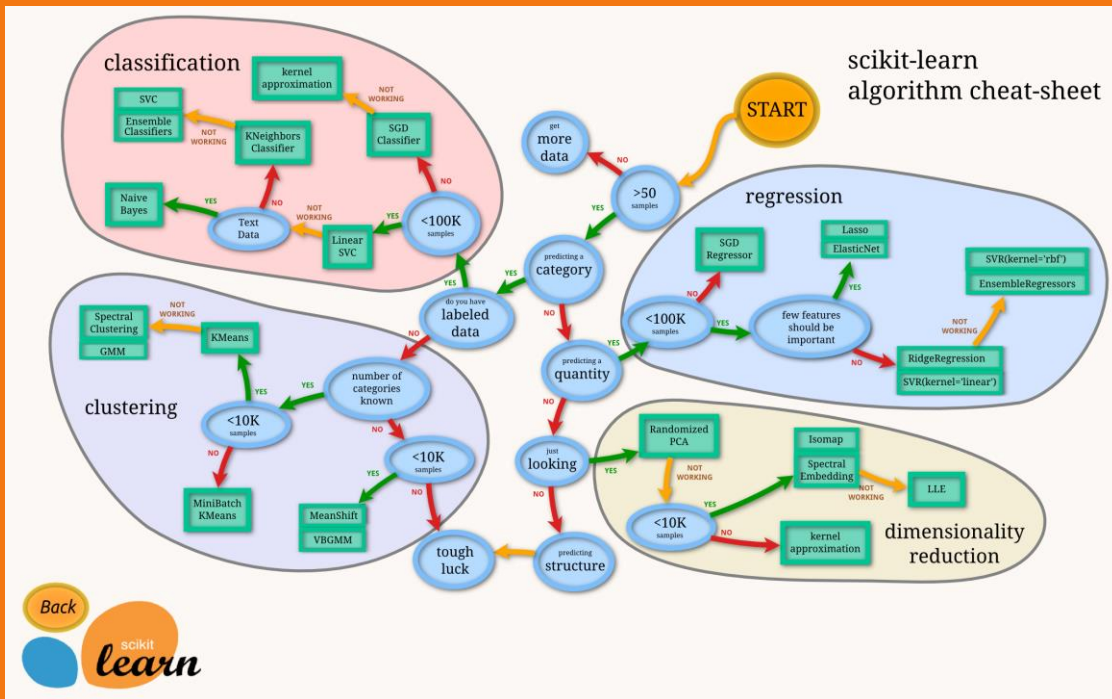 scikit-learn
algorithm cheat-sheet
START
classification
kernel
approximation
NOT
WORKING
SVC
Ensemble
Classifiers
NOT
WORKING
KNeighbors
Classifier
SGD
Classifier
NO
Naive
Bayes
YES
Text
Data
NO
NOT
WORKING
Linear
SVC
YES
<100K
samples
get
more
data
NO
>50
samples
YES
predicting a
category
YES
NO
do you have
labeled
data
YES
NO
predicting a
quantity
YES
NO
just
looking
YES
NO
predicting
structure
tough
luck
regression
SGD
Regressor
NO
<100K
samples
YES
Lasso
ElasticNet
YES
few features
should be
important
NO
SVR(kernel='rbf')
EnsembleRegressors
NOT
WORKING
RidgeRegression
SVR(kernel='linear')
clustering
Spectral
Clustering
GMM
NOT
WORKING
KMeans
YES
<10K
samples
YES
number of
categories
known
NO
NO
MiniBatch
KMeans
<10K
samples
YES
NO
MeanShift
VBGMM
Randomized
PCA
NOT
WORKING
<10K
samples
YES
NO
Isomap
Spectral
Embedding
NOT
WORKING
LLE
kernel
approximation
dimensionality
reduction
Back
scikit
learn